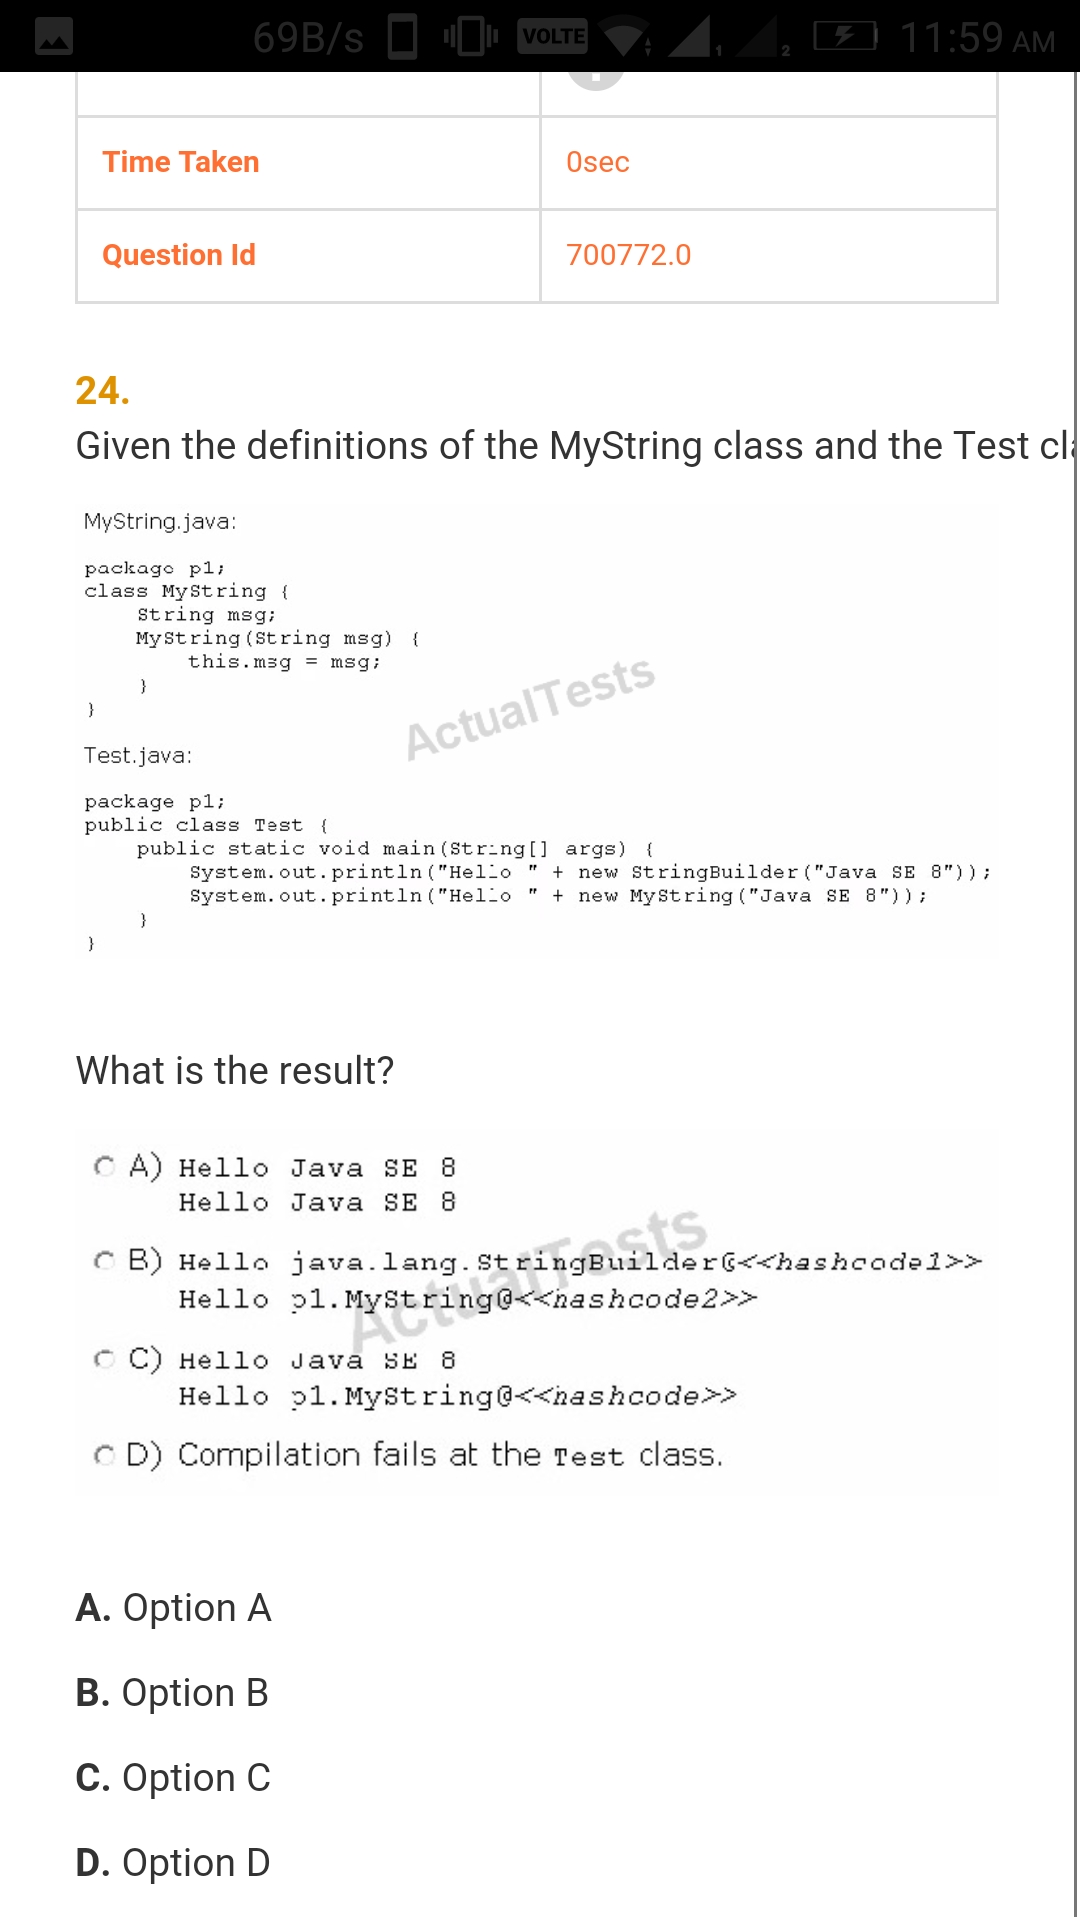 69B/s VOLTE 1 2 11:59 AM
Time Taken 0sec
Question Id 700772.0
24.
Given the definitions of the MyString class and the Test cla
MyString.java:
package p1;
class MyString {
String msg;
MyString(String msg) {
this.msg = msg;
}
}
ActualTests
Test.java:
package p1;
public class Test {
public static void main(String[] args) {
System.out.println("Hello " + new StringBuilder("Java SE 8"));
System.out.println("Hello " + new MyString("Java SE 8"));
}
}
What is the result?
A) Hello Java SE 8
Hello Java SE 8
B) Hello java.lang.StringBuilder@<<hashcode1>>
Hello p1.MyString@<<hashcode2>>
ActualTests
C) Hello Java SE 8
Hello p1.MyString@<<hashcode>>
D) Compilation fails at the Test class.
A. Option A
B. Option B
C. Option C
D. Option D